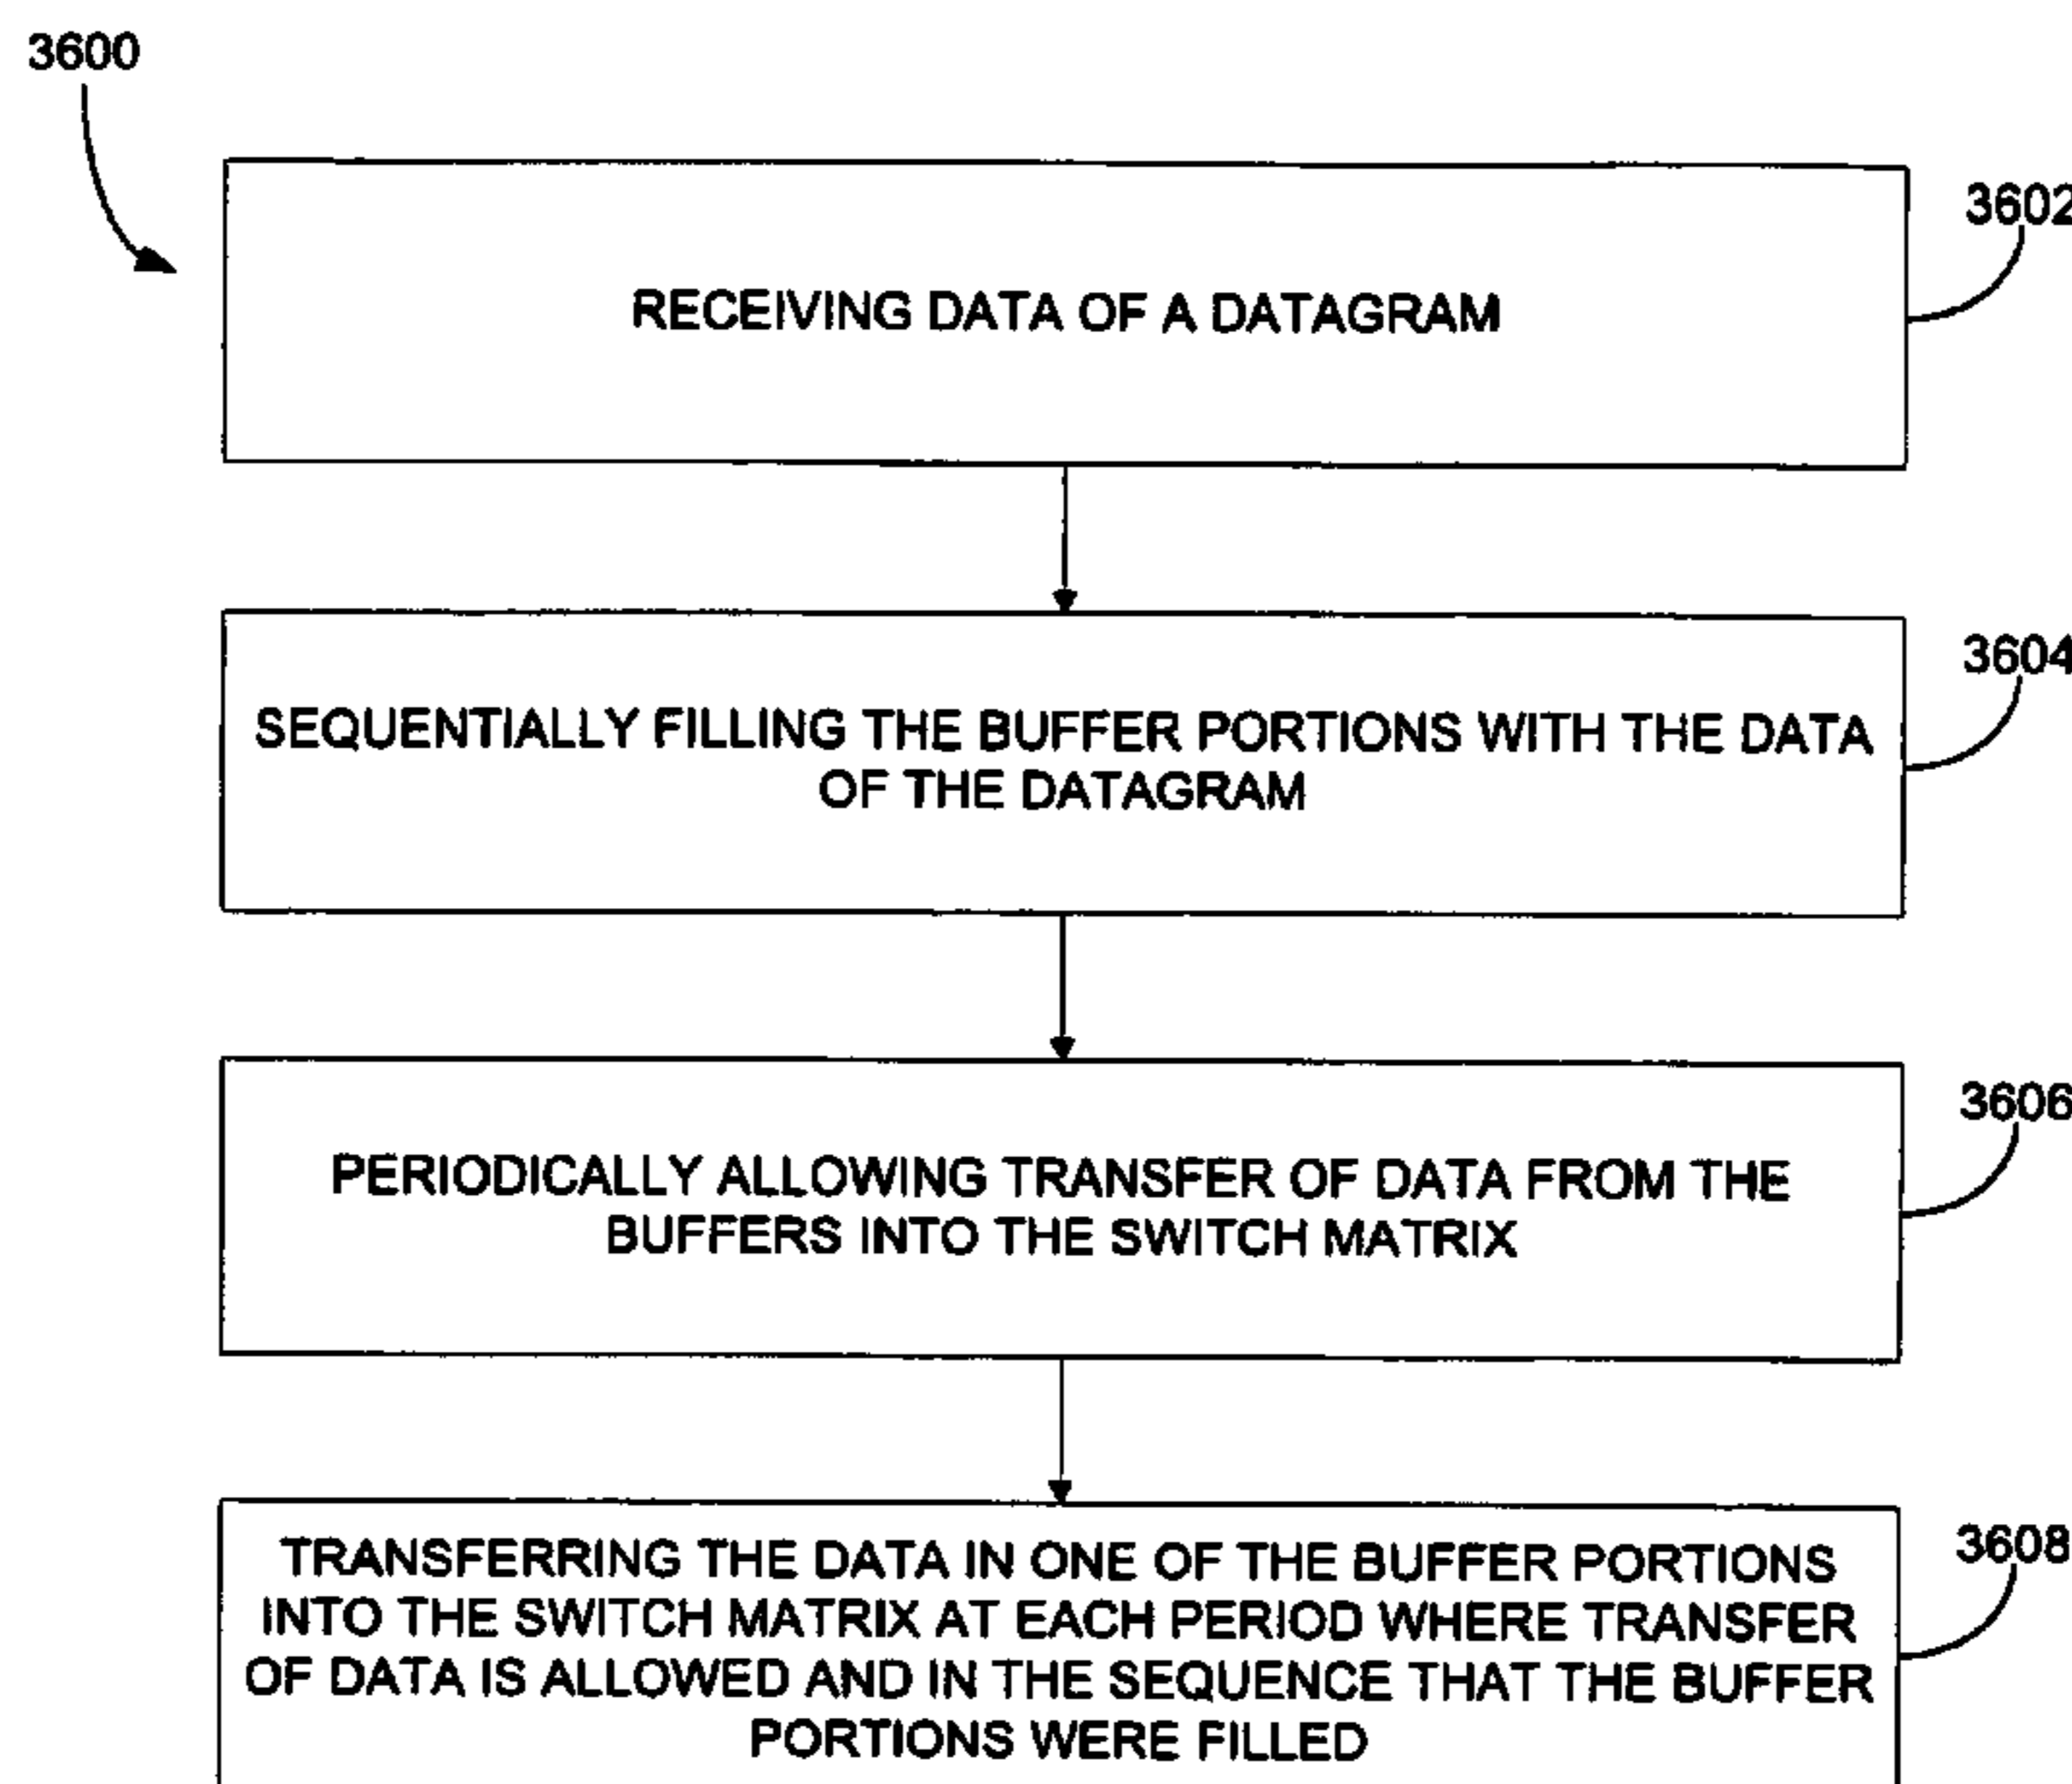 3600
3602
RECEIVING DATA OF A DATAGRAM
3604
SEQUENTIALLY FILLING THE BUFFER PORTIONS WITH THE DATA
OF THE DATAGRAM
3606
PERIODICALLY ALLOWING TRANSFER OF DATA FROM THE
BUFFERS INTO THE SWITCH MATRIX
3608
TRANSFERRING THE DATA IN ONE OF THE BUFFER PORTIONS
INTO THE SWITCH MATRIX AT EACH PERIOD WHERE TRANSFER
OF DATA IS ALLOWED AND IN THE SEQUENCE THAT THE BUFFER
PORTIONS WERE FILLED